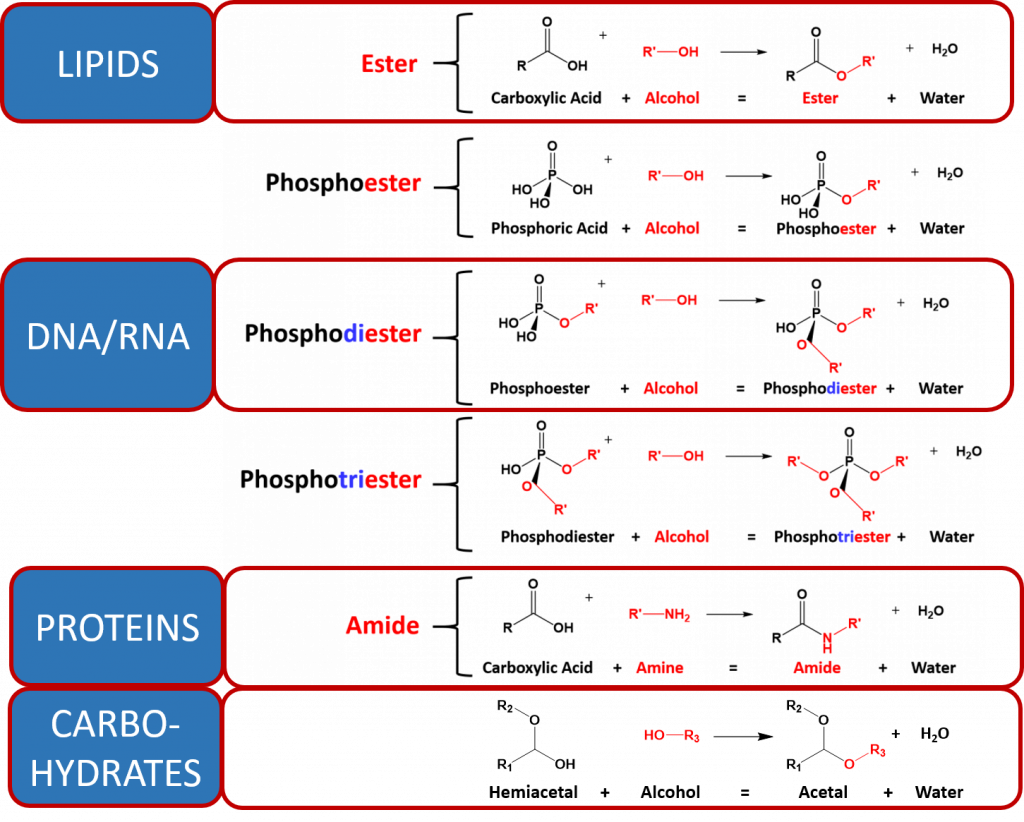 LIPIDS
Ester
O
R
OH
+
R'—OH
O
R
O
R'
+ H₂O
Carboxylic Acid + Alcohol = Ester + Water
Phosphoester
O
P
HO
OH
HO
+
R'—OH
O
P
HO
HO
O
R'
+ H₂O
Phosphoric Acid + Alcohol = Phosphoester + Water
DNA/RNA
Phosphodiester
O
P
HO
HO
O
R'
+
R'—OH
O
P
HO
O
R'
O
R'
+ H₂O
Phosphoester + Alcohol = Phosphodiester + Water
Phosphotriester
O
P
HO
O
R'
O
R'
+
R'—OH
O
P
R'
O
O
R'
O
R'
+ H₂O
Phosphodiester + Alcohol = Phosphotriester + Water
PROTEINS
Amide
O
R
OH
+
R'—NH₂
O
R
N
H
R'
+ H₂O
Carboxylic Acid + Amine = Amide + Water
CARBO-
HYDRATES
R₂
O
R₁
OH
HO—R₃
R₂
O
R₁
O
R₃
+ H₂O
Hemiacetal + Alcohol = Acetal + Water